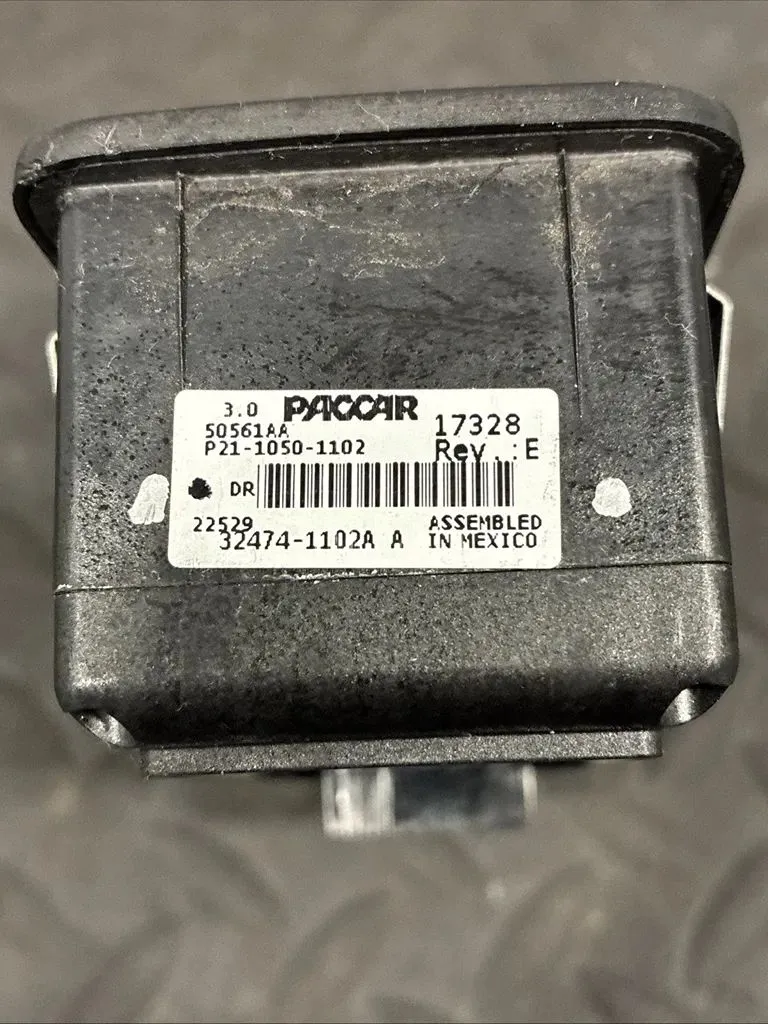 3.0 PACCAR
50561AA 17328
P21-1050-1102 Rev.:E
DR
22529 ASSEMBLED
32474-1102A A IN MEXICO